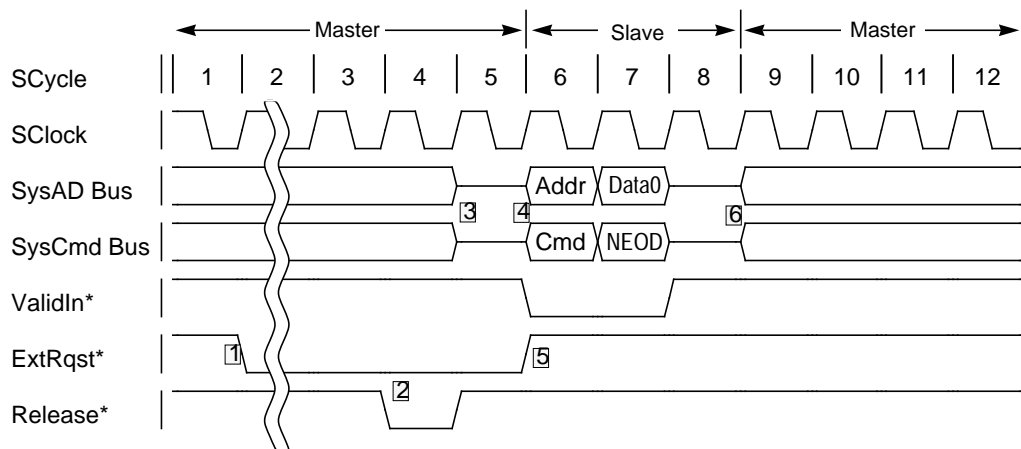 Master Slave Master
SCycle 1 2 3 4 5 6 7 8 9 10 11 12
SClock
SysAD Bus Addr Data0
3 4 6
SysCmd Bus Cmd NEOD
ValidIn*
ExtRqst* 1 5
2
Release*